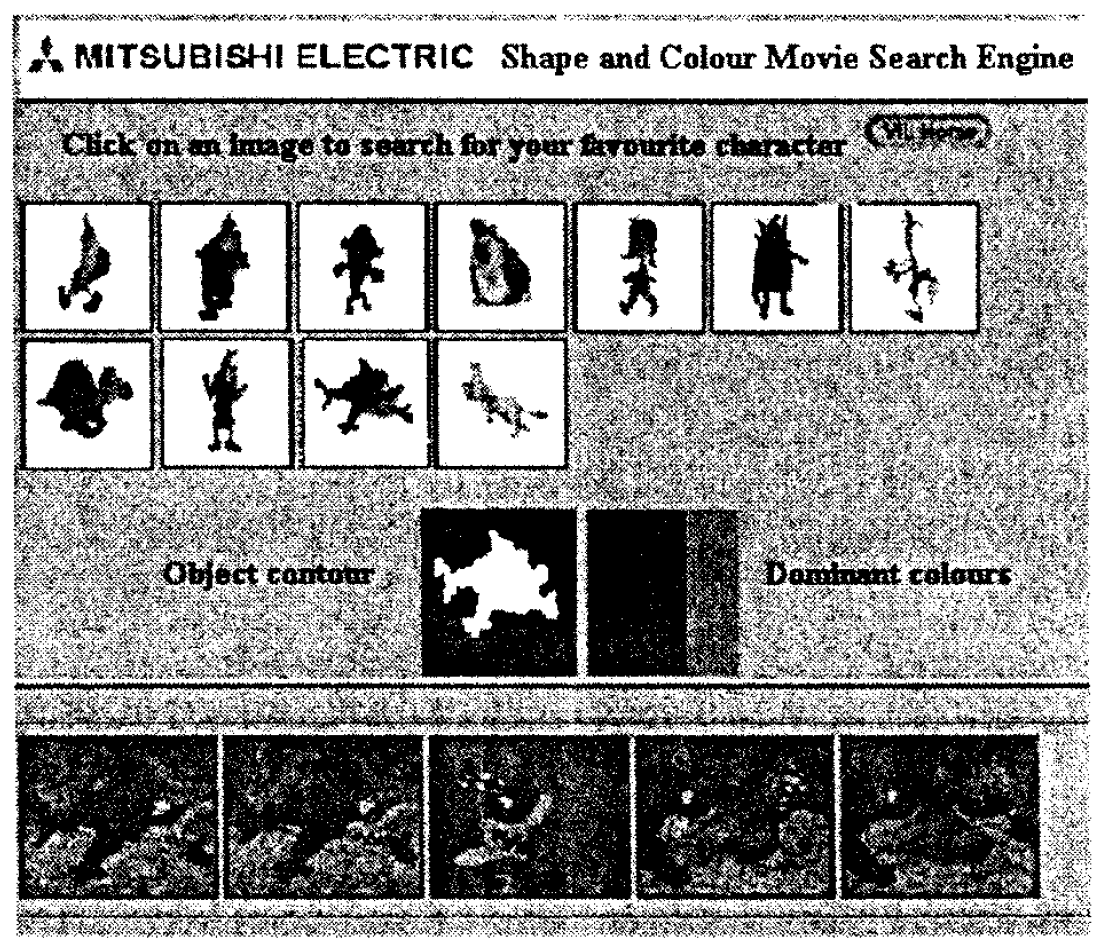 MITSUBISHI ELECTRIC Shape and Colour Movie Search Engine
Click on an image to search for your favourite character
Object contour
Dominant colours